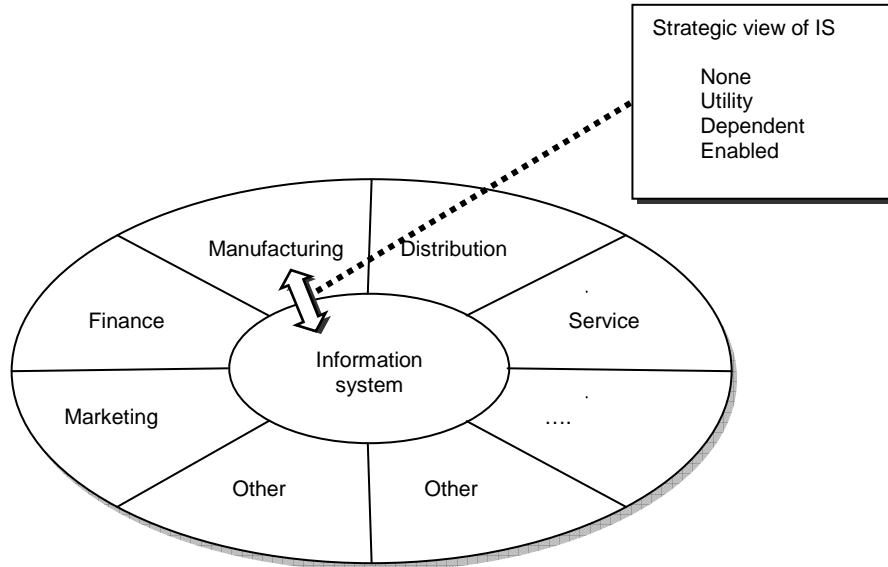 Strategic view of IS
None
Utility
Dependent
Enabled
Manufacturing
Distribution
Finance
.
Service
Information
system
Marketing
.
….
Other
Other